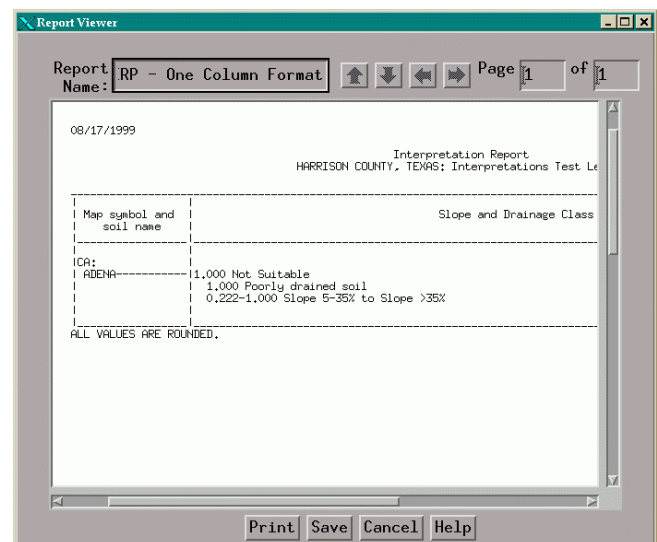 Report Viewer
Report Name: RP - One Column Format Page 1 of 1
08/17/1999
Interpretation Report
HARRISON COUNTY, TEXAS: Interpretations Test Le
Map symbol and soil name
Slope and Drainage Class
CA:
ADENA-----------|1.000 Not Suitable
1.000 Poorly drained soil
0.222-1.000 Slope 5-35% to Slope >35%
ALL VALUES ARE ROUNDED.
Print Save Cancel Help